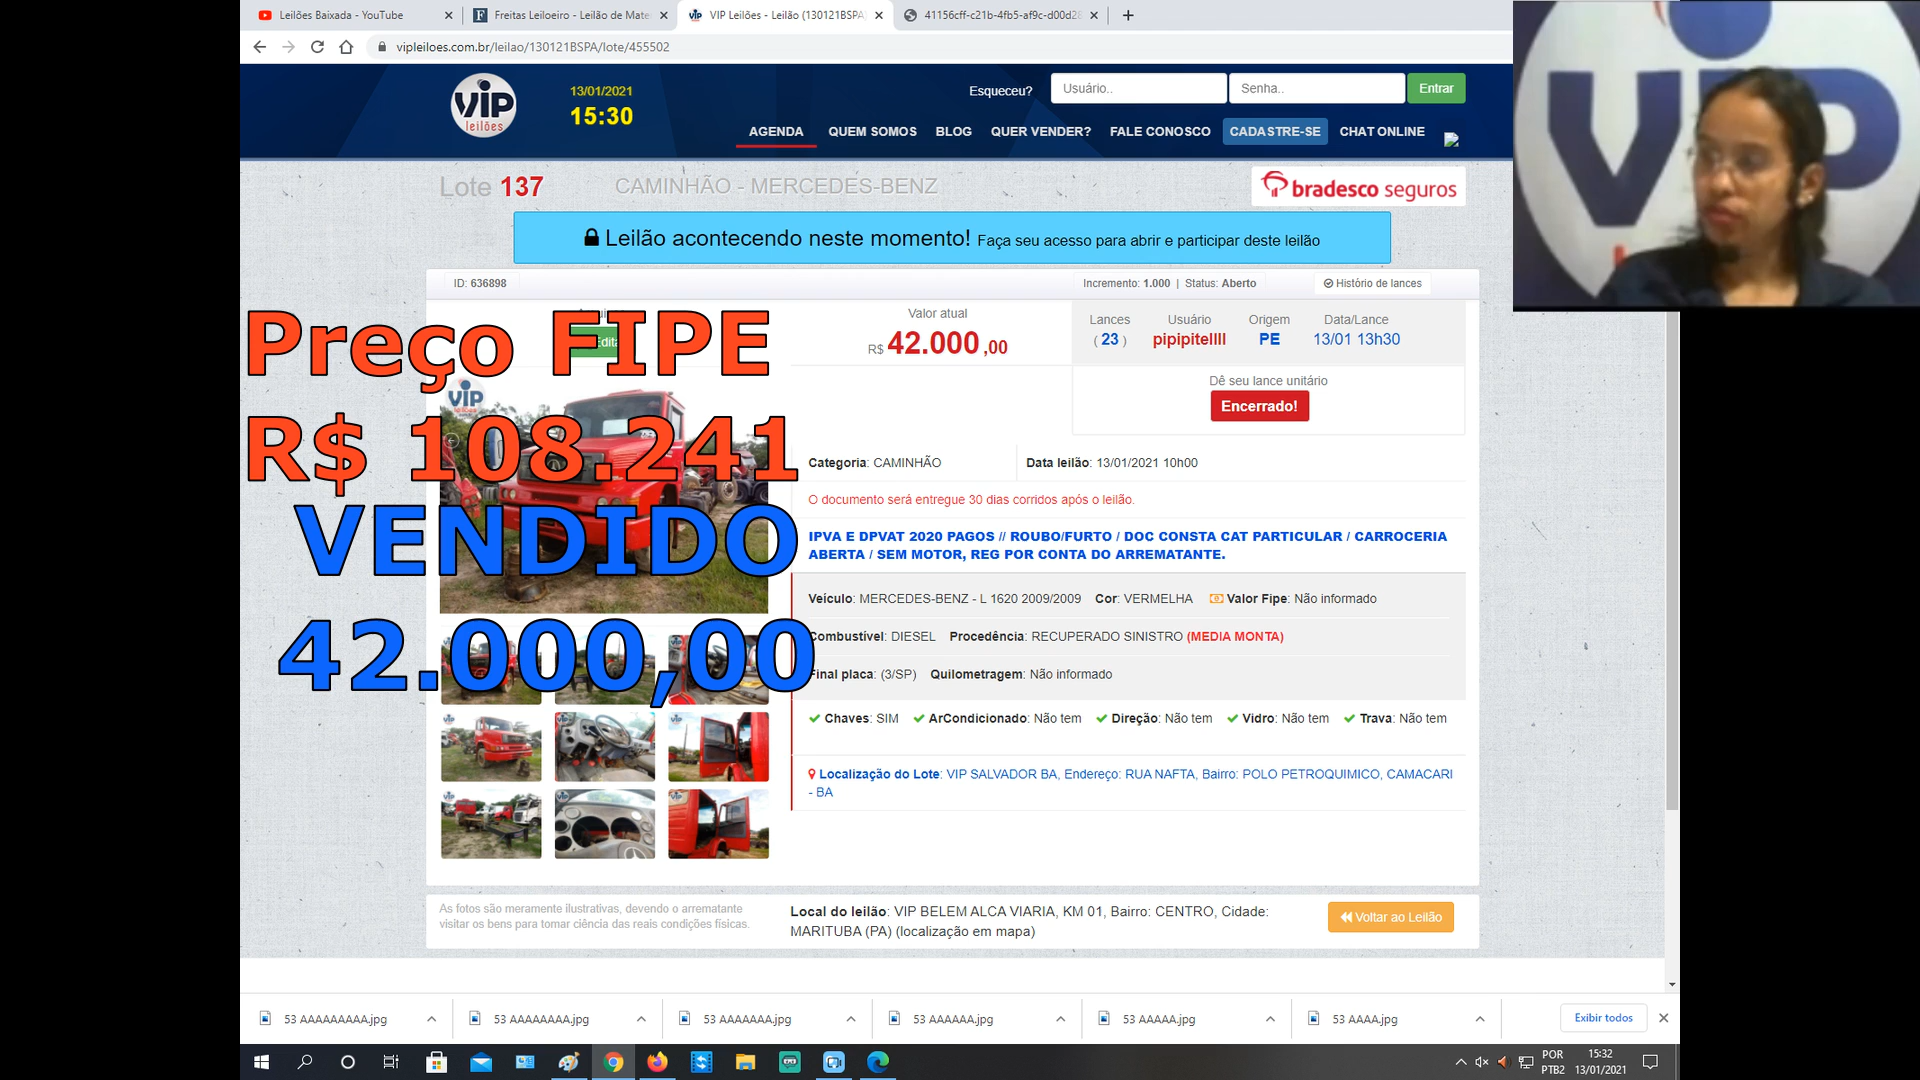 Leilões Baixada - YouTube
Freitas Leiloeiro - Leilão de Mate
VIP Leilões - Leilão (130121BSPA
41156cff-c21b-4fb5-af9c-d00d28
vipleiloes.com.br/leilao/130121BSPA/lote/455502
VIP
leilões
13/01/2021
15:30
Esqueceu?
Usuário..
Senha..
Entrar
AGENDA
QUEM SOMOS
BLOG
QUER VENDER?
FALE CONOSCO
CADASTRE-SE
CHAT ONLINE
VIP
Lote 137
CAMINHÃO - MERCEDES-BENZ
bradesco seguros
Leilão acontecendo neste momento! Faça seu acesso para abrir e participar deste leilão
ID: 636898
Incremento: 1.000 | Status: Aberto
Histório de lances
Preço FIPE
R$ 108.241
VENDIDO
42.000,00
Valor atual
R$ 42.000,00
Lances
( 23 )
Usuário
pipipitellll
Origem
PE
Data/Lance
13/01 13h30
Dê seu lance unitário
Encerrado!
Categoria: CAMINHÃO
Data leilão: 13/01/2021 10h00
O documento será entregue 30 dias corridos após o leilão.
IPVA E DPVAT 2020 PAGOS // ROUBO/FURTO / DOC CONSTA CAT PARTICULAR / CARROCERIA
ABERTA / SEM MOTOR, REG POR CONTA DO ARREMATANTE.
Veículo: MERCEDES-BENZ - L 1620 2009/2009 Cor: VERMELHA Valor Fipe: Não informado
Combustível: DIESEL Procedência: RECUPERADO SINISTRO (MEDIA MONTA)
Final placa: (3/SP) Quilometragem: Não informado
Chaves: SIM ArCondicionado: Não tem Direção: Não tem Vidro: Não tem Trava: Não tem
Localização do Lote: VIP SALVADOR BA, Endereço: RUA NAFTA, Bairro: POLO PETROQUIMICO, CAMACARI
- BA
As fotos são meramente ilustrativas, devendo o arrematante
visitar os bens para tomar ciência das reais condições físicas.
Local do leilão: VIP BELEM ALCA VIARIA, KM 01, Bairro: CENTRO, Cidade:
MARITUBA (PA) (localização em mapa)
Voltar ao Leilão
53 AAAAAAAAA.jpg
53 AAAAAAAA.jpg
53 AAAAAAA.jpg
53 AAAAAA.jpg
53 AAAAA.jpg
53 AAAA.jpg
Exibir todos
POR
PTB2
15:32
13/01/2021